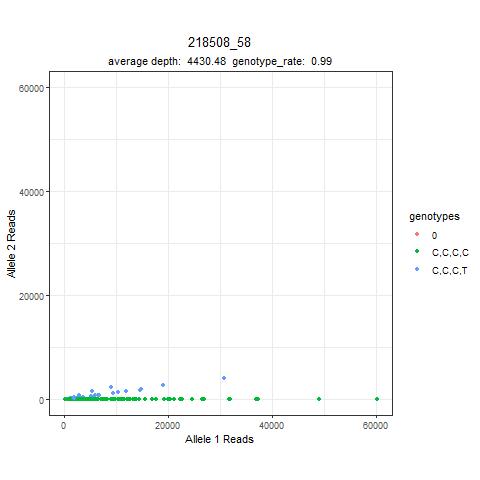 218508_58
average depth:  4430.48  genotype_rate:  0.99
60000
40000
20000
0
Allele 2 Reads
0
20000
40000
60000
Allele 1 Reads
genotypes
0
C,C,C,C
C,C,C,T